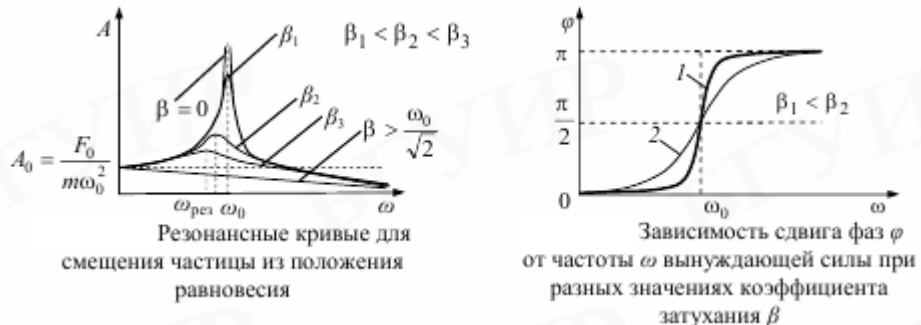 A
β₁
β₁ < β₂ < β₃
β = 0
β₂
β₃
β > ω₀/√2
A₀ = F₀/mω₀²
ωрез
ω₀
ω
Резонансные кривые для
смещения частицы из положения
равновесия
φ
π
1
β₁ < β₂
π/2
2
0
ω₀
ω
Зависимость сдвига фаз φ
от частоты ω вынуждающей силы при
разных значениях коэффициента
затухания β
БГУИР